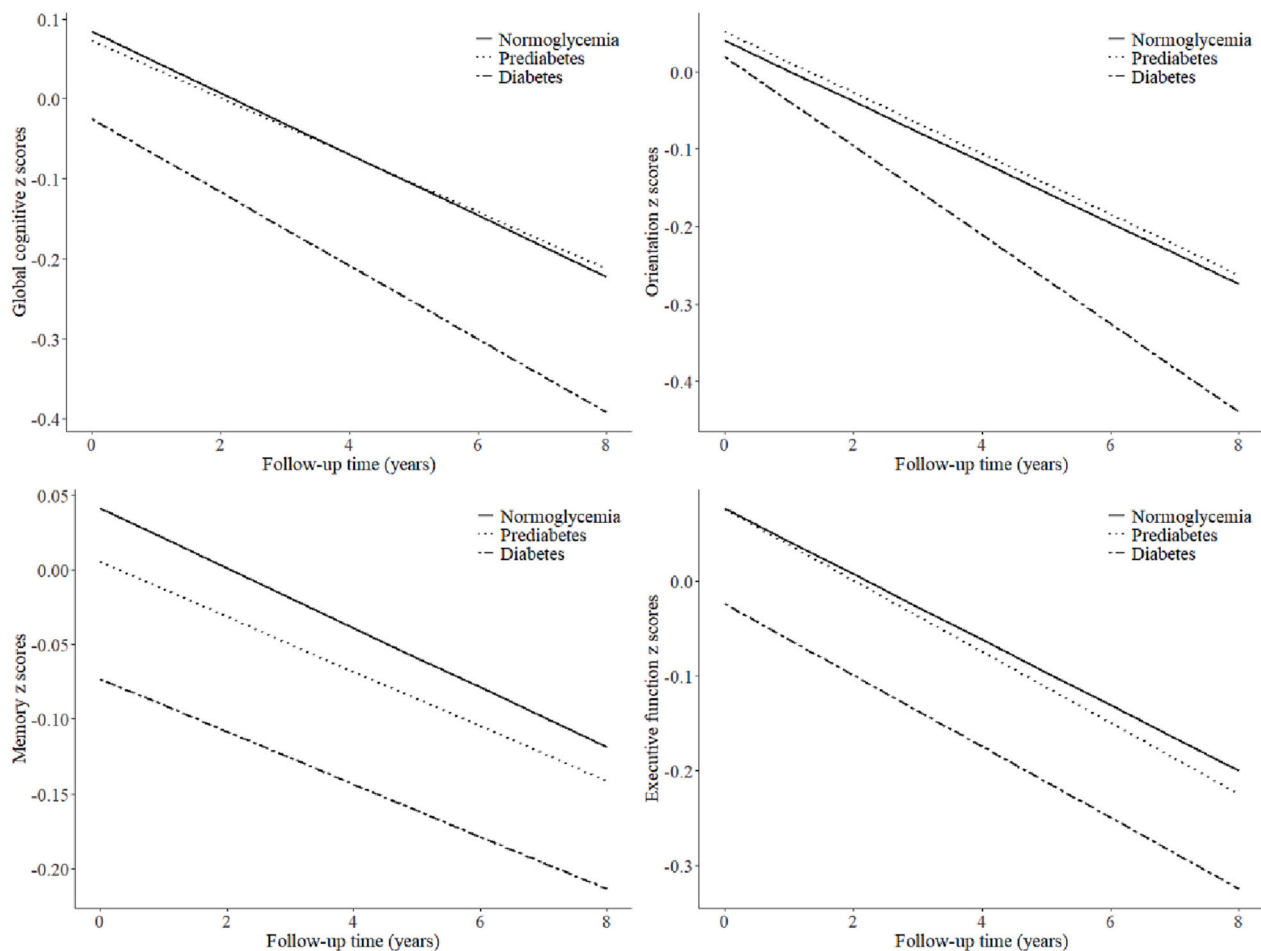 Global cognitive z scores
0.1
0.0
-0.1
-0.2
-0.3
-0.4
Normoglycemia
Prediabetes
Diabetes
0 2 4 6 8
Follow-up time (years)
Orientation z scores
0.0
-0.1
-0.2
-0.3
-0.4
Normoglycemia
Prediabetes
Diabetes
0 2 4 6 8
Follow-up time (years)
Memory z scores
0.05
0.00
-0.05
-0.10
-0.15
-0.20
Normoglycemia
Prediabetes
Diabetes
0 2 4 6 8
Follow-up time (years)
Executive function z scores
0.0
-0.1
-0.2
-0.3
Normoglycemia
Prediabetes
Diabetes
0 2 4 6 8
Follow-up time (years)